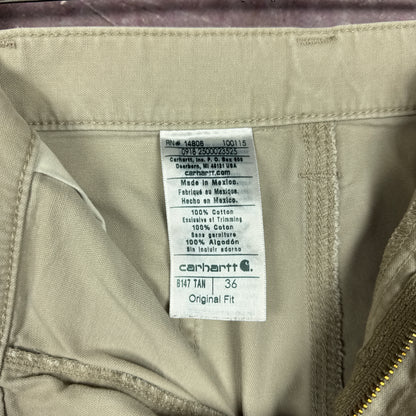 RN# 14806 100115
0918 2500023525
Carhartt, Inc. P.O. Box 600
Dearborn, MI 48121 USA
carhartt.com
Made in Mexico.
Fabriqué au Mexique.
Hecho en Mexico.
100% Cotton
Exclusive of Trimming
100% Coton
Sans garniture
100% Algodón
Sin incluir adorno
carhartt
B147 TAN 36
Original Fit